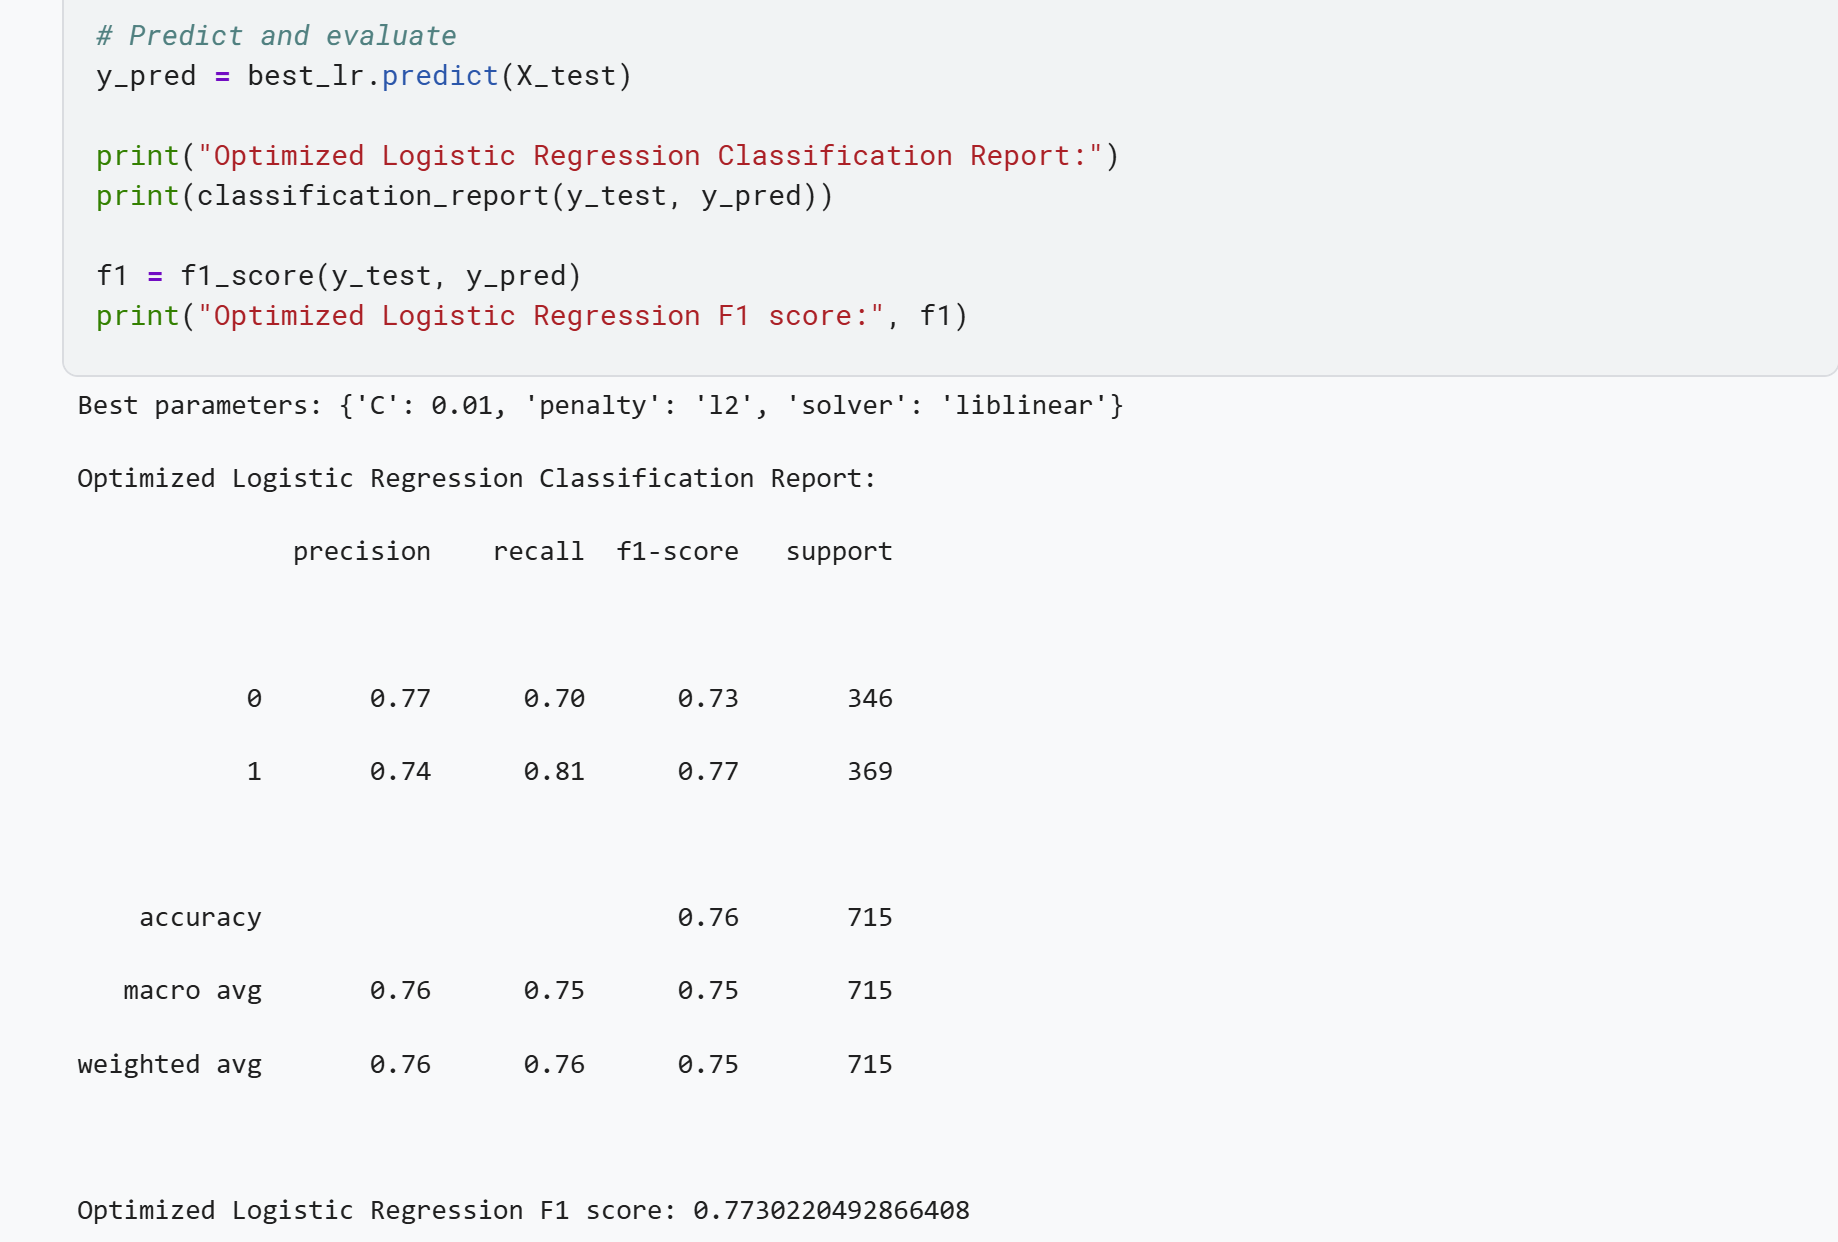 # Predict and evaluate
y_pred = best_lr.predict(X_test)
print("Optimized Logistic Regression Classification Report:")
print(classification_report(y_test, y_pred))
f1 = f1_score(y_test, y_pred)
print("Optimized Logistic Regression F1 score:", f1)
Best parameters: {'C': 0.01, 'penalty': 'l2', 'solver': 'liblinear'}
Optimized Logistic Regression Classification Report:
precision recall f1-score support
0 0.77 0.70 0.73 346
1 0.74 0.81 0.77 369
accuracy 0.76 715
macro avg 0.76 0.75 0.75 715
weighted avg 0.76 0.76 0.75 715
Optimized Logistic Regression F1 score: 0.7730220492866408